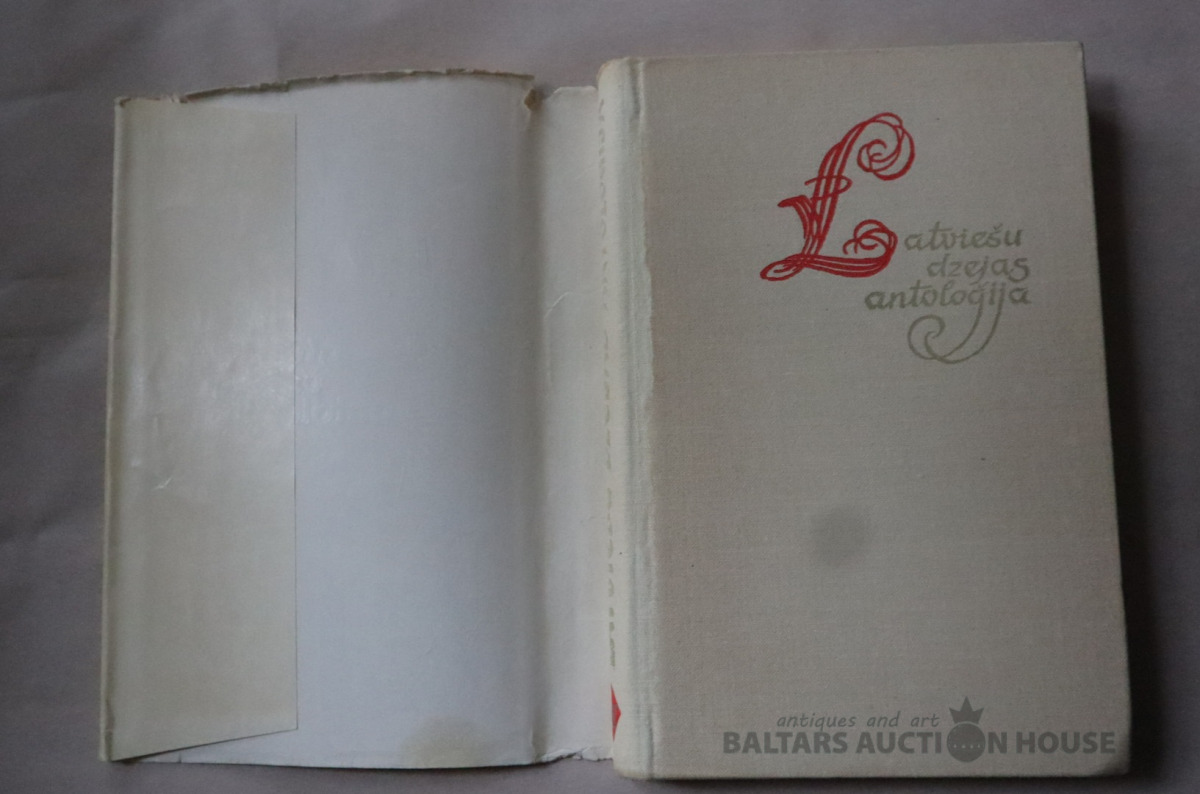 Latviešu
dzejas
antoloģija
antiques and art
BALTARS AUCTION HOUSE